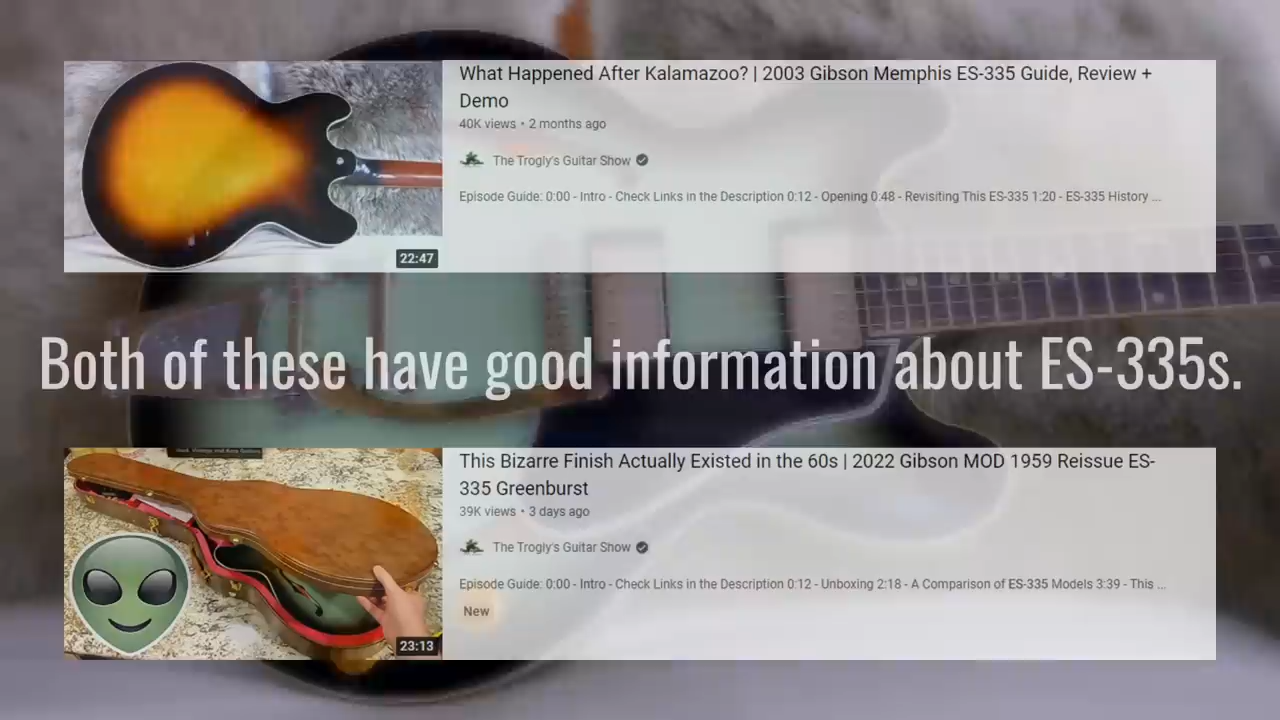 What Happened After Kalamazoo? | 2003 Gibson Memphis ES-335 Guide, Review +
Demo
40K views • 2 months ago
The Trogly's Guitar Show
Episode Guide: 0:00 - Intro - Check Links in the Description 0:12 - Opening 0:48 - Revisiting This ES-335 1:20 - ES-335 History ...
22:47
Both of these have good information about ES-335s.
This Bizarre Finish Actually Existed in the 60s | 2022 Gibson MOD 1959 Reissue ES-
335 Greenburst
39K views • 3 days ago
The Trogly's Guitar Show
Episode Guide: 0:00 - Intro - Check Links in the Description 0:12 - Unboxing 2:18 - A Comparison of ES-335 Models 3:39 - This ...
New
23:13